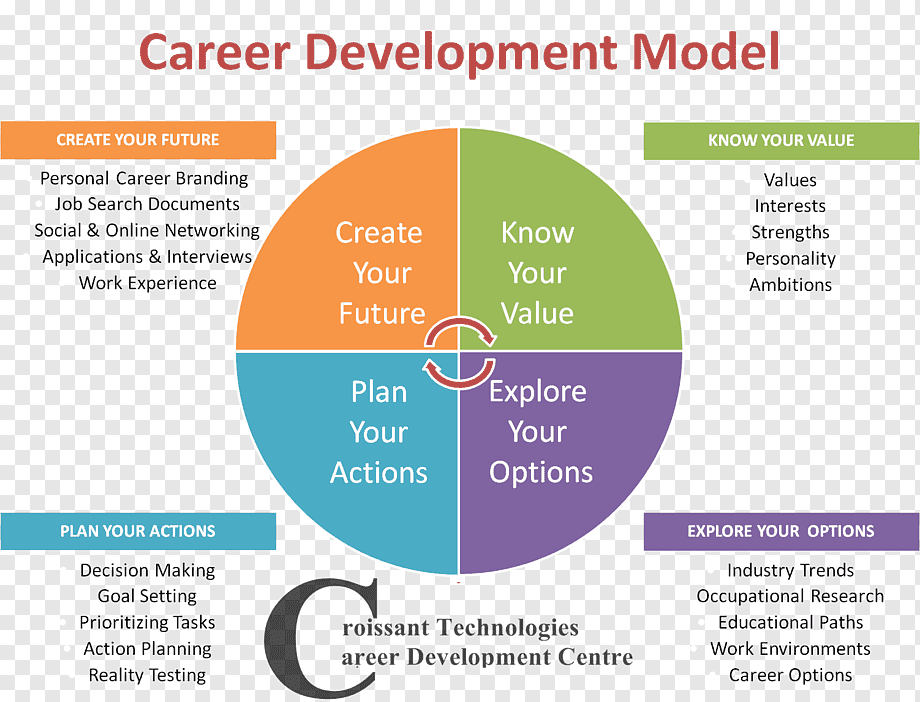 Career Development Model
CREATE YOUR FUTURE
Personal Career Branding
Job Search Documents
Social & Online Networking
Applications & Interviews
Work Experience
KNOW YOUR VALUE
Values
Interests
Strengths
Personality
Ambitions
Create
Your
Future
Know
Your
Value
Plan
Your
Actions
Explore
Your
Options
PLAN YOUR ACTIONS
Decision Making
Goal Setting
Prioritizing Tasks
Action Planning
Reality Testing
EXPLORE YOUR OPTIONS
Industry Trends
Occupational Research
Educational Paths
Work Environments
Career Options
Croissant Technologies
Career Development Centre